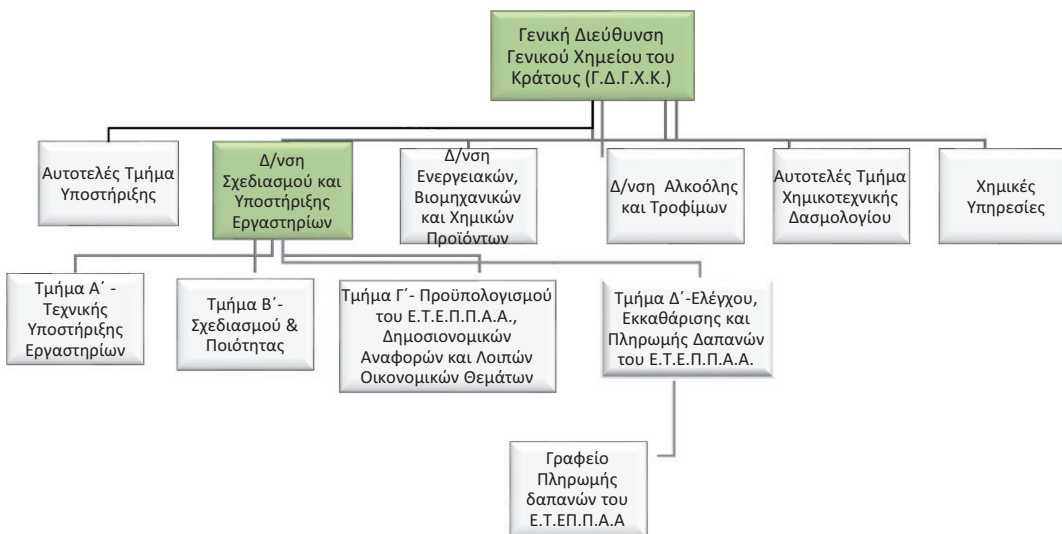 Γενική Διεύθυνση
Γενικού Χημείου του
Κράτους (Γ.Δ.Γ.Χ.Κ.)
Αυτοτελές Τμήμα
Υποστήριξης
Δ/νση
Σχεδιασμού και
Υποστήριξης
Εργαστηρίων
Δ/νση
Ενεργειακών,
Βιομηχανικών
και Χημικών
Προϊόντων
Δ/νση Αλκοόλης
και Τροφίμων
Αυτοτελές Τμήμα
Χημικοτεχνικής
Δασμολογίου
Χημικές
Υπηρεσίες
Τμήμα Α΄ -
Τεχνικής
Υποστήριξης
Εργαστηρίων
Τμήμα Β΄-
Σχεδιασμού &
Ποιότητας
Τμήμα Γ΄- Προϋπολογισμού
του Ε.Τ.Ε.Π.Π.Α.Α.,
Δημοσιονομικών
Αναφορών και Λοιπών
Οικονομικών Θεμάτων
Τμήμα Δ΄-Ελέγχου,
Εκκαθάρισης και
Πληρωμής Δαπανών
του Ε.Τ.Ε.Π.Π.Α.Α.
Γραφείο
Πληρωμής
δαπανών του
Ε.Τ.ΕΠ.Π.Α.Α